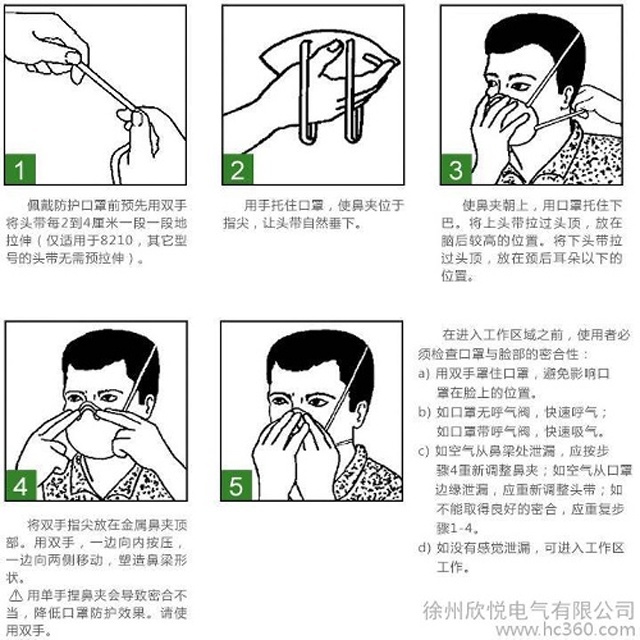 1
佩戴防护口罩前预先用双手
将头带每2到4厘米一段一段地
拉伸（仅适用于8210，其它型
号的头带无需预拉伸）。
2
用手托住口罩，使鼻夹位于
指尖，让头带自然垂下。
3
使鼻夹朝上，用口罩托住下
巴。将上头带拉过头顶，放在
脑后较高的位置。将下头带拉
过头顶，放在颈后耳朵以下的
位置。
4
将双手指尖放在金属鼻夹顶
部。用双手，一边向内按压，
一边向两侧移动，塑造鼻梁形
状。
⚠用单手捏鼻夹会导致密合不
当，降低口罩防护效果。请使
用双手。
5
在进入工作区域之前，使用者必
须检查口罩与脸部的密合性：
a) 用双手罩住口罩，避免影响口
罩在脸上的位置。
b) 如口罩无呼气阀，快速呼气；
如口罩带呼气阀，快速吸气。
c) 如空气从鼻梁处泄漏，应按步
骤4重新调整鼻夹；如空气从口罩
边缘泄漏，应重新调整头带；如
不能取得良好的密合，应重复步
骤1-4。
d) 如没有感觉泄漏，可进入工作区
工作。
徐州欣悦电气有限公司
www.hc360.com